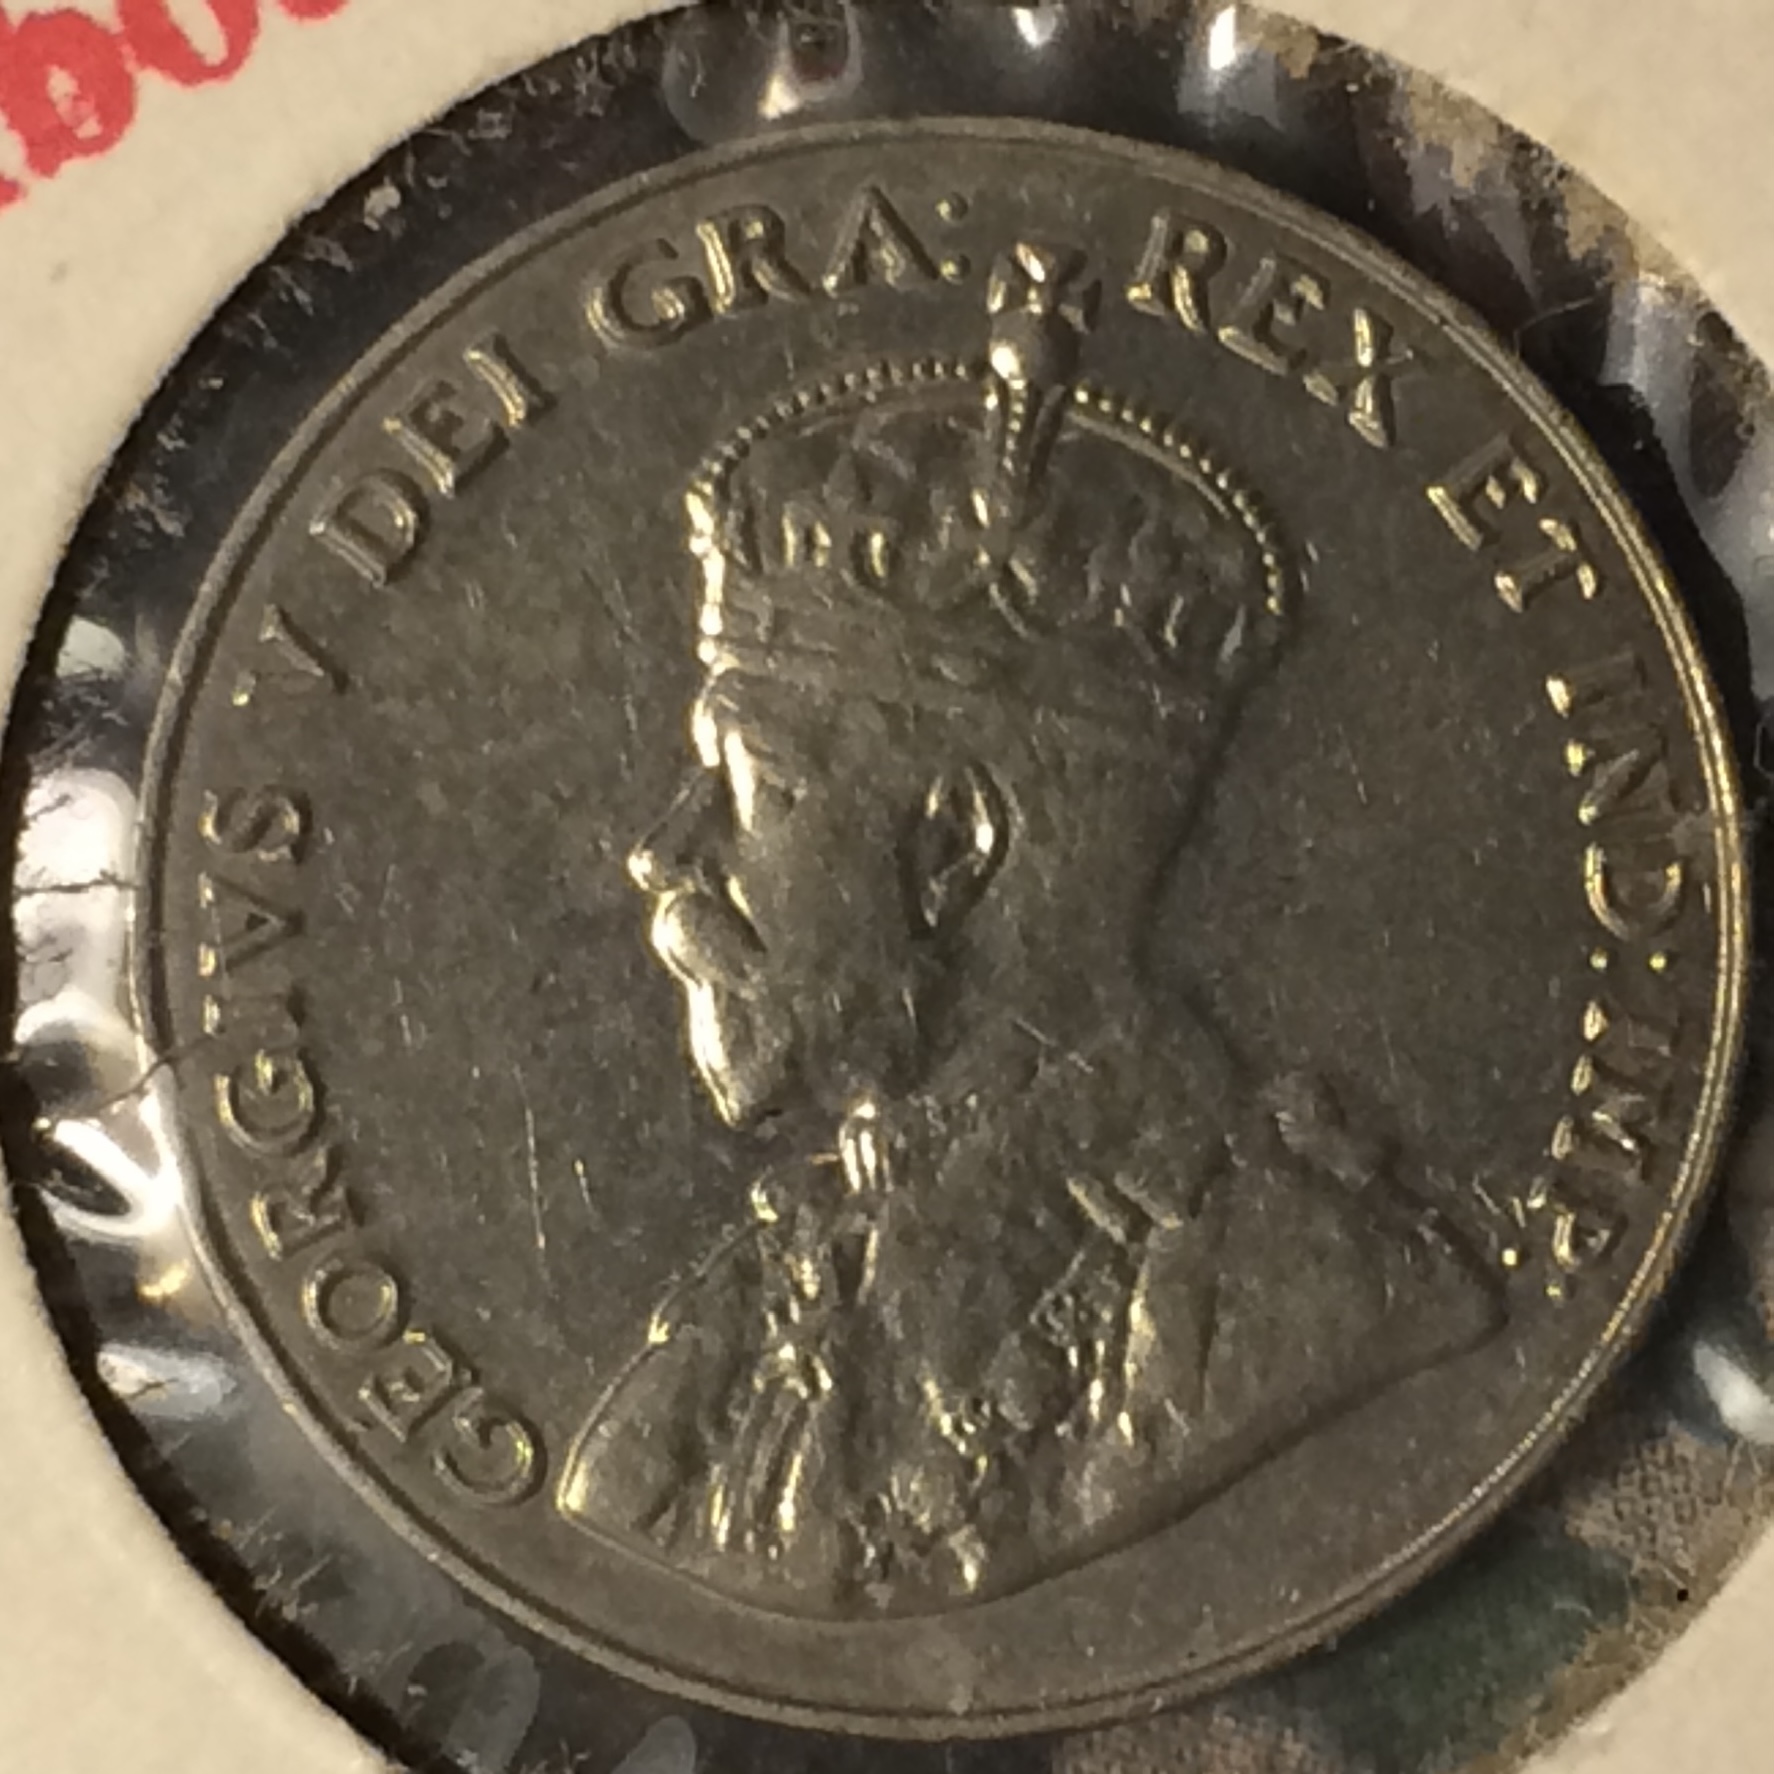 GEORGIVS V DEI GRA: REX ET IND: IMP: